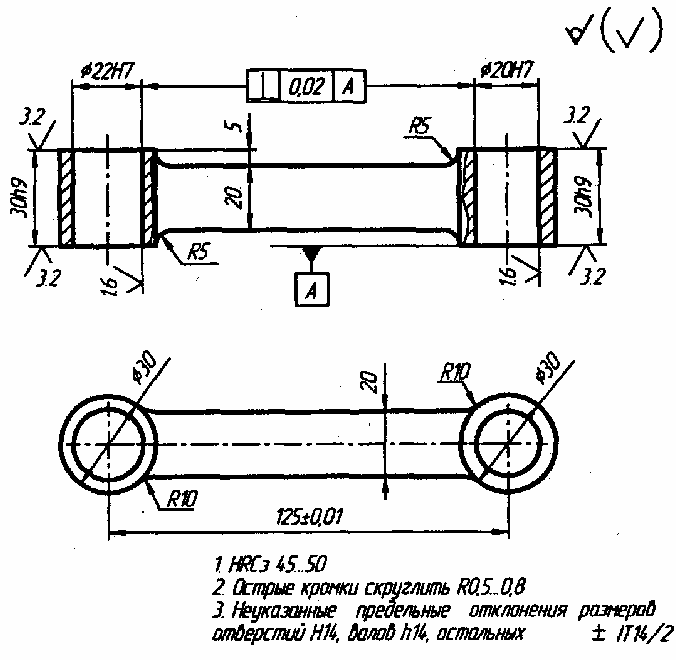 ⌀22H7
0,02 A
⌀20H7
3.2
3.2
5
R5
30h9
20
30h9
R5
3.2
1.6
A
1.6
3.2
⌀30
20
R10
⌀30
R10
125±0,01
1 HRCэ 45...50
2. Острые кромки скруглить R0,5...0,8
3. Неуказанные предельные отклонения размеров
отверстий H14, валов h14, остальных ± IT14/2